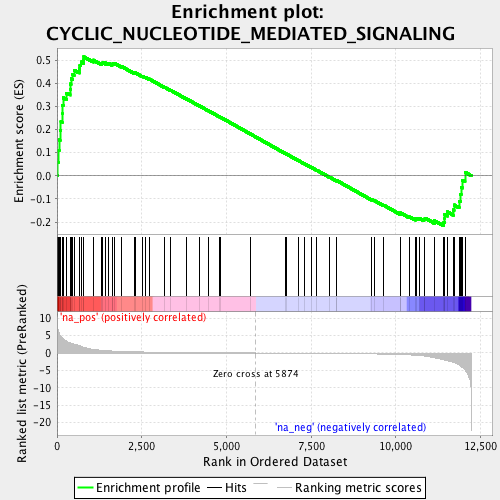 Enrichment plot:
CYCLIC_NUCLEOTIDE_MEDIATED_SIGNALING
Enrichment score (ES)
0.5
0.4
0.3
0.2
0.1
0.0
-0.1
-0.2
Ranked list metric (PreRanked)
10
5
0
-5
-10
-15
-20
'na_pos' (positively correlated)
Zero cross at 5874
'na_neg' (negatively correlated)
0 2,500 5,000 7,500 10,000 12,500
Rank in Ordered Dataset
Enrichment profile Hits Ranking metric scores